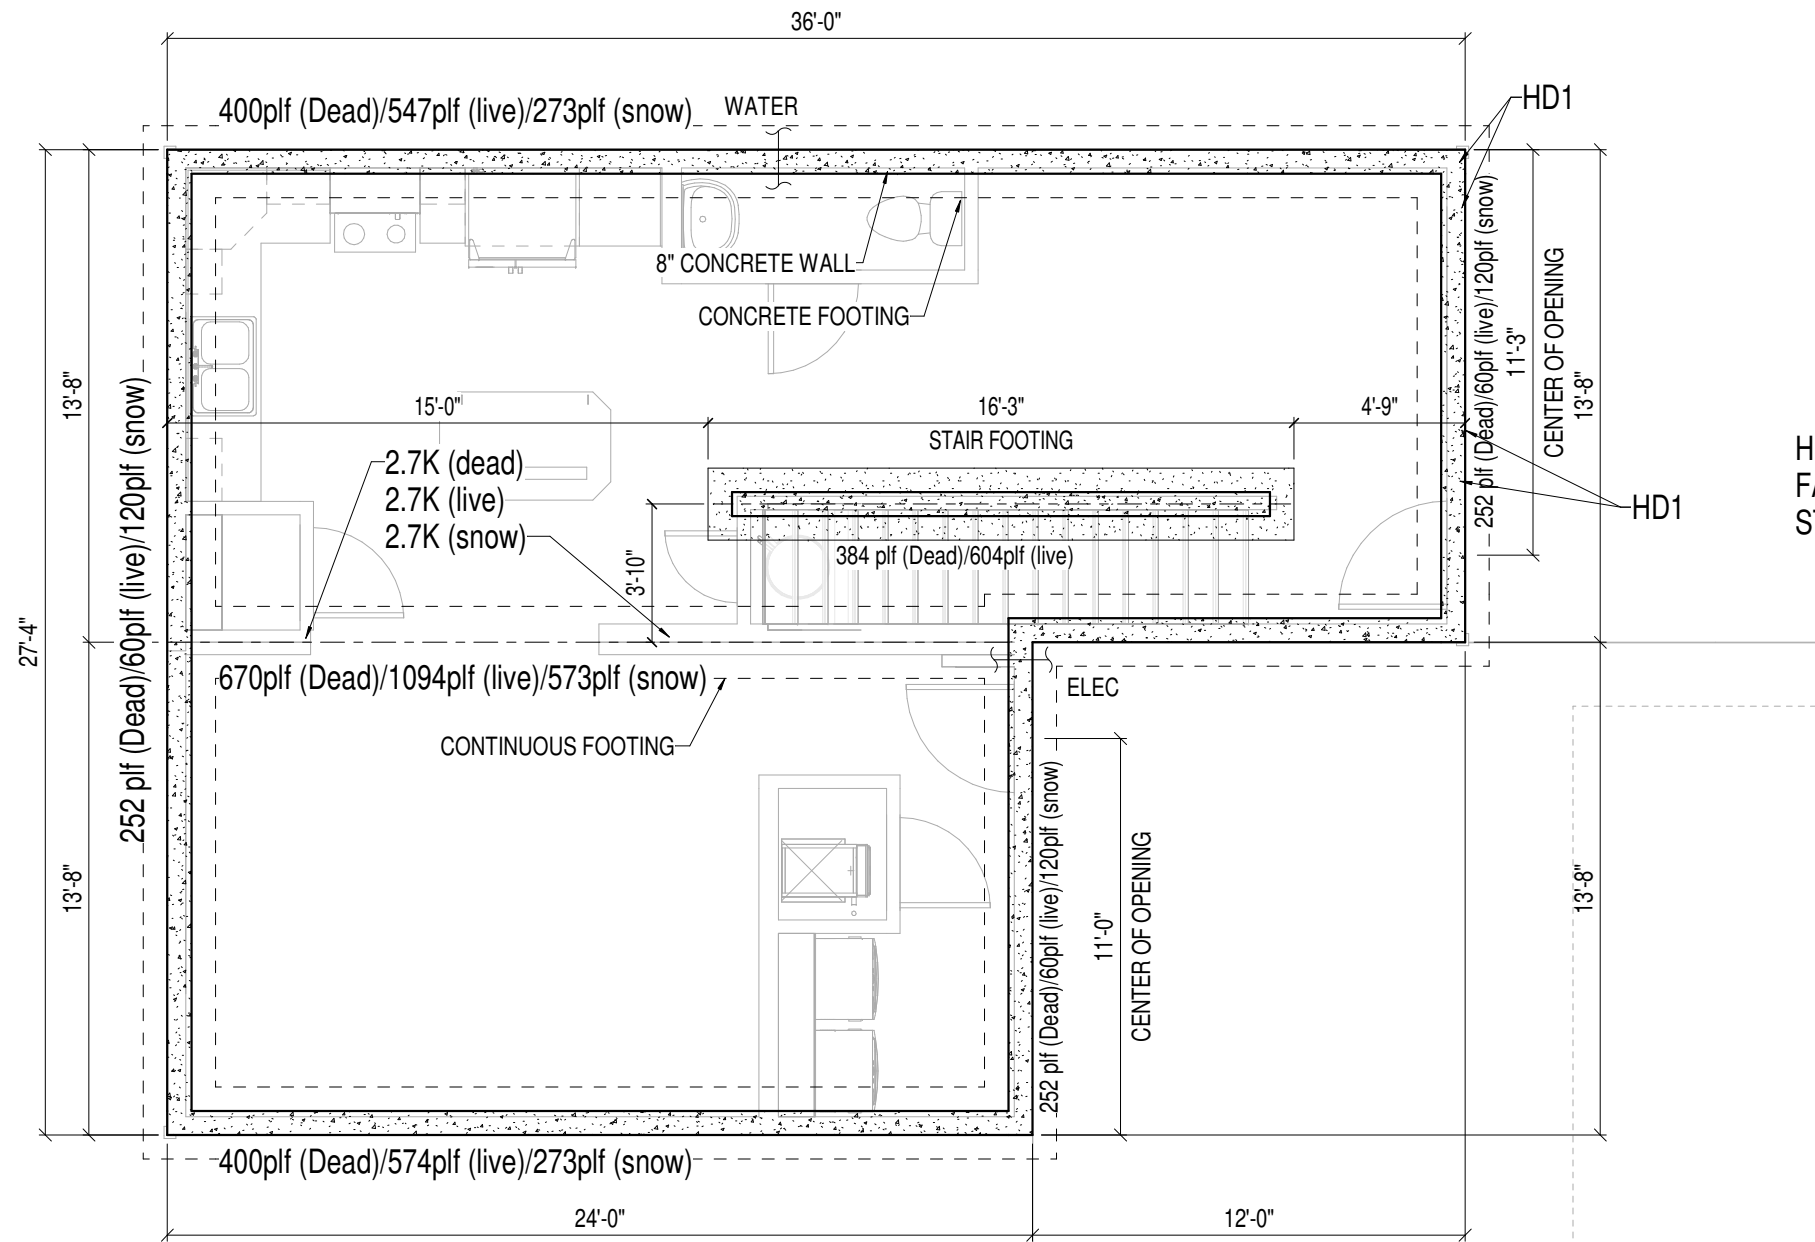 36'-0"
400plf (Dead)/547plf (live)/273plf (snow)
WATER
HD1
8" CONCRETE WALL
CONCRETE FOOTING
252 plf (Dead)/60plf (live)/120plf (snow)
11'-3"
CENTER OF OPENING
13'-8"
13'-8"
27'-4"
252 plf (Dead)/60plf (live)/120plf (snow)
15'-0"
16'-3"
4'-9"
STAIR FOOTING
2.7K (dead)
2.7K (live)
2.7K (snow)
HD1
384 plf (Dead)/604plf (live)
3'-10"
670plf (Dead)/1094plf (live)/573plf (snow)
ELEC
CONTINUOUS FOOTING
13'-8"
252 plf (Dead)/60plf (live)/120plf (snow)
11'-0"
CENTER OF OPENING
13'-8"
400plf (Dead)/574plf (live)/273plf (snow)
24'-0"
12'-0"